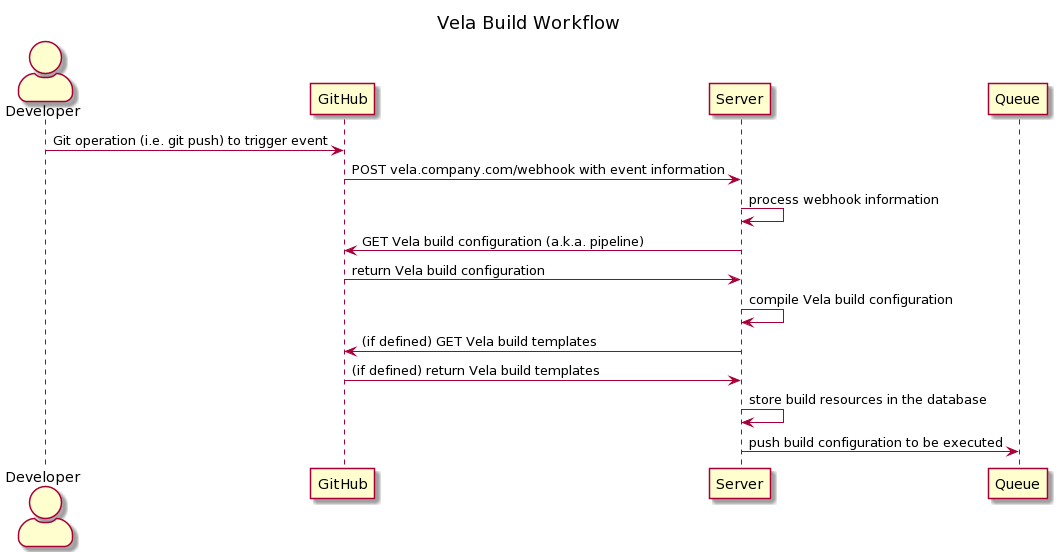 Vela Build Workflow
Developer
GitHub
Server
Queue
Git operation (i.e. git push) to trigger event
POST vela.company.com/webhook with event information
process webhook information
GET Vela build configuration (a.k.a. pipeline)
return Vela build configuration
compile Vela build configuration
(if defined) GET Vela build templates
(if defined) return Vela build templates
store build resources in the database
push build configuration to be executed
Developer
GitHub
Server
Queue